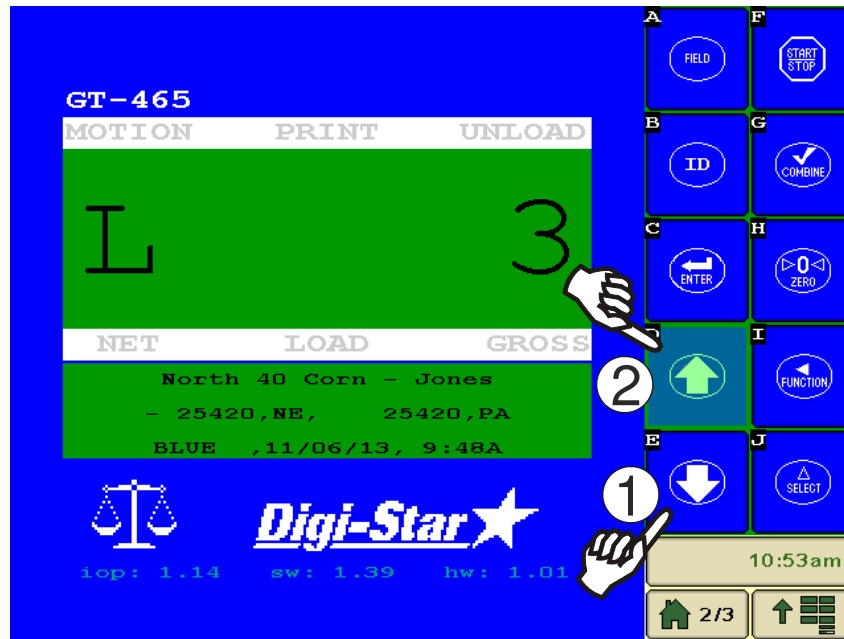 GT-465
MOTION PRINT UNLOAD
L 3
NET LOAD GROSS
North 40 Corn - Jones
- 25420,NE, 25420,PA
BLUE ,11/06/13, 9:48A
Digi-Star
iop: 1.14 sw: 1.39 hw: 1.01
A
FIELD
F
START
STOP
B
ID
G
COMBINE
C
ENTER
H
0
ZERO
2
I
FUNCTION
E
1
J
SELECT
10:53am
2/3